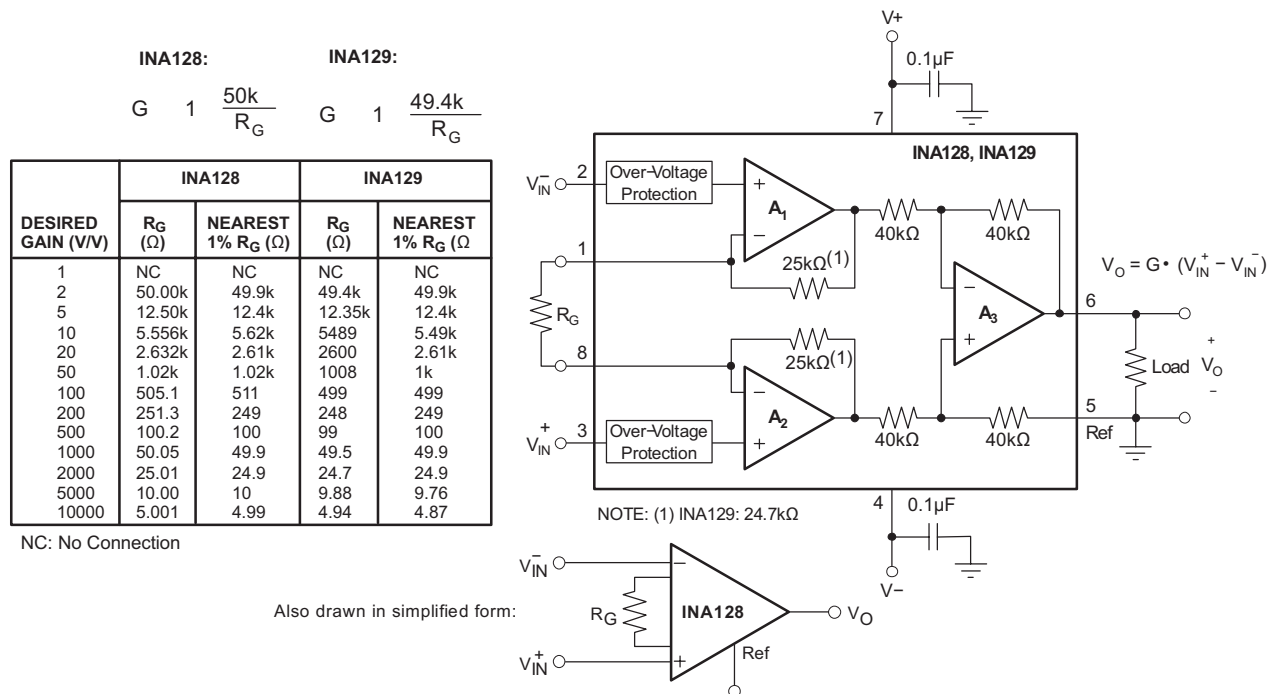 INA128:
INA129:
G 1 50k
R_G
G 1 49.4k
R_G
INA128 INA129
DESIRED GAIN (V/V) R_G (Ω) NEAREST 1% R_G (Ω) R_G (Ω) NEAREST 1% R_G (Ω
1 NC NC NC NC
2 50.00k 49.9k 49.4k 49.9k
5 12.50k 12.4k 12.35k 12.4k
10 5.556k 5.62k 5489 5.49k
20 2.632k 2.61k 2600 2.61k
50 1.02k 1.02k 1008 1k
100 505.1 511 499 499
200 251.3 249 248 249
500 100.2 100 99 100
1000 50.05 49.9 49.5 49.9
2000 25.01 24.9 24.7 24.9
5000 10.00 10 9.88 9.76
10000 5.001 4.99 4.94 4.87
NC: No Connection
V+
0.1µF
7
INA128, INA129
V_IN^-
2
Over-Voltage
Protection
+
A_1
−
40kΩ
40kΩ
1
25kΩ(1)
R_G
−
A_3
+
6
V_O = G• (V_IN^+ − V_IN^-)
8
25kΩ(1)
−
A_2
+
Load
+
V_O
-
V_IN^+
3
Over-Voltage
Protection
40kΩ
40kΩ
5
Ref
4
0.1µF
V−
NOTE: (1) INA129: 24.7kΩ
Also drawn in simplified form:
V_IN^-
−
R_G
INA128
V_O
V_IN^+
+
Ref